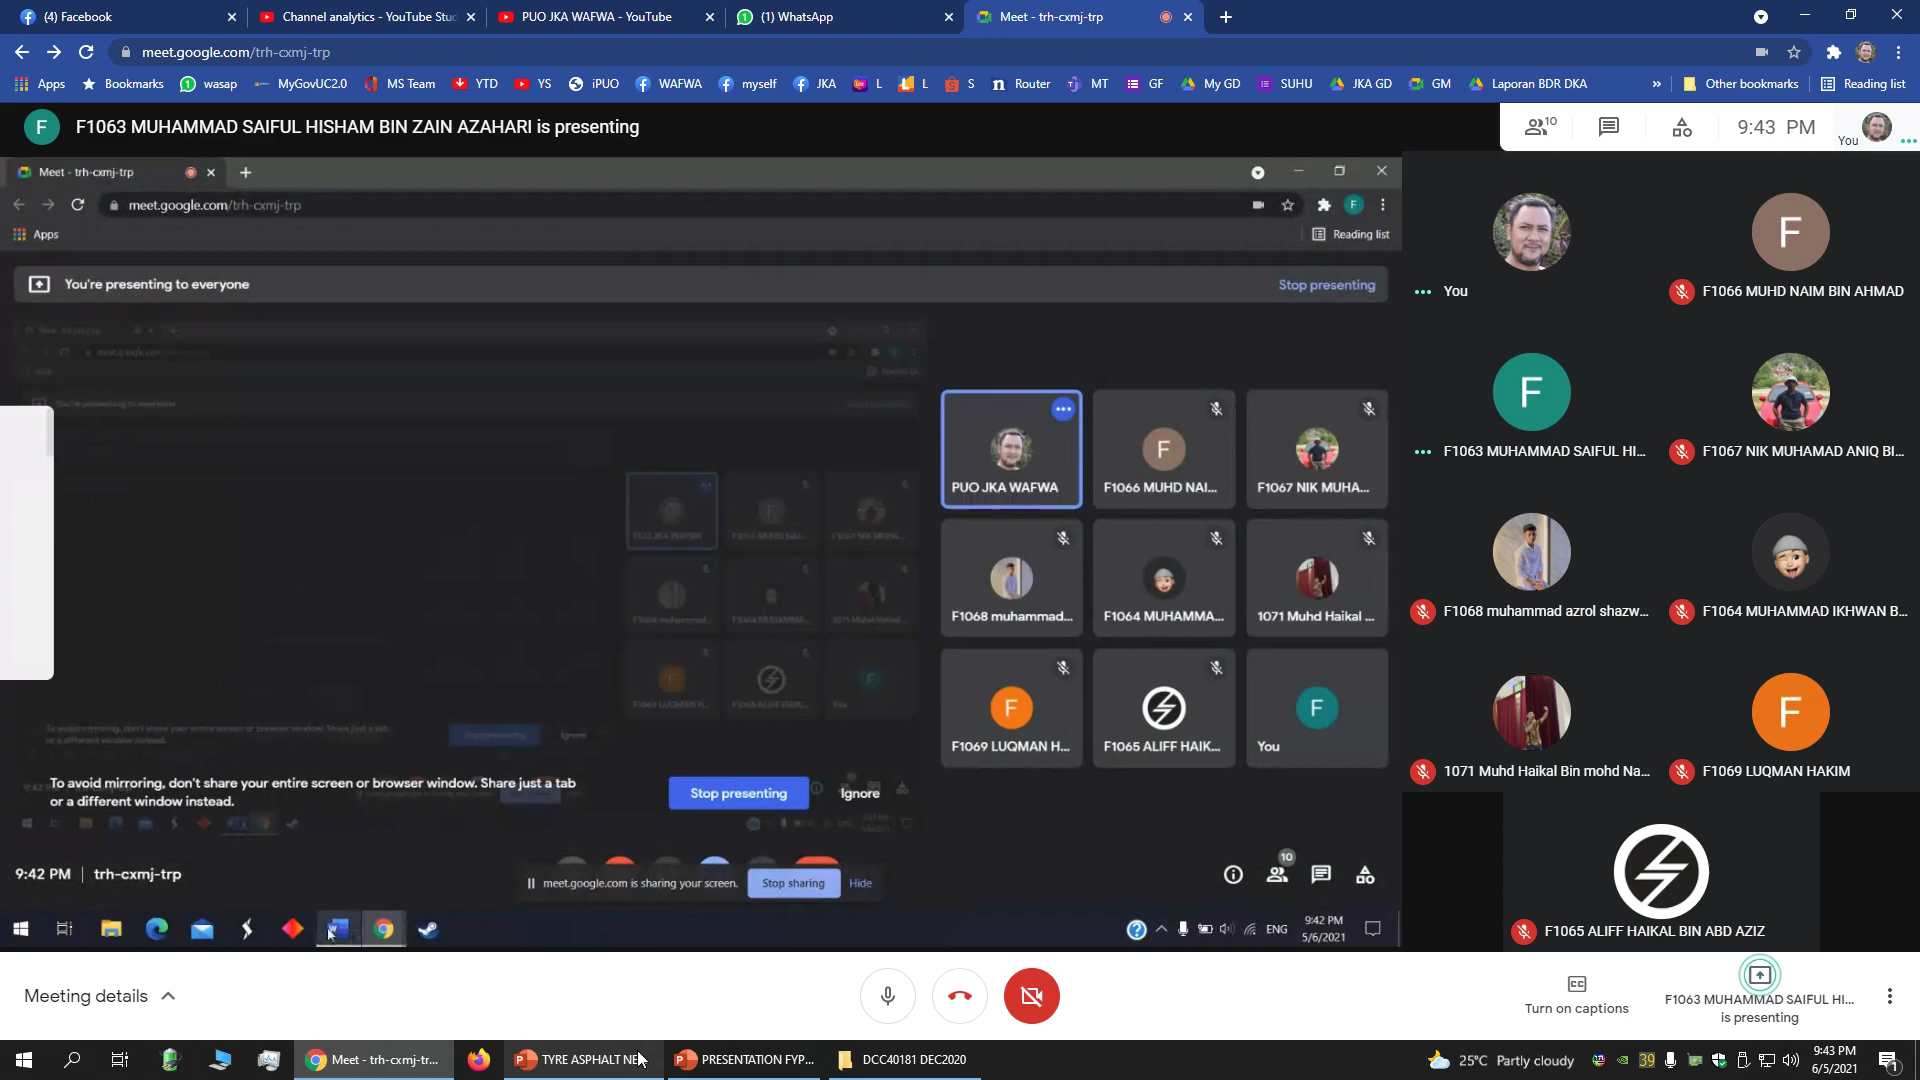 (4) Facebook
Channel analytics - YouTube Stud
PUO JKA WAFWA - YouTube
(1) WhatsApp
Meet - trh-cxmj-trp
meet.google.com/trh-cxmj-trp
Apps
Bookmarks
wasap
MyGovUC2.0
MS Team
YTD
YS
iPUO
WAFWA
myself
JKA
L
L
S
Router
MT
GF
My GD
SUHU
JKA GD
GM
Laporan BDR DKA
Other bookmarks
Reading list
F
F1063 MUHAMMAD SAIFUL HISHAM BIN ZAIN AZAHARI is presenting
10
9:43 PM
You
Meet - trh-cxmj-trp
meet.google.com/trh-cxmj-trp
Apps
Reading list
You're presenting to everyone
Stop presenting
PUO JKA WAFWA
F
F1066 MUHD NAI...
F1067 NIK MUHA...
F1068 muhammad...
F1064 MUHAMMA...
1071 Muhd Haikal ...
F
F1069 LUQMAN H...
F1065 ALIFF HAIK...
F
You
To avoid mirroring, don't share your entire screen or browser window. Share just a tab
or a different window instead.
Stop presenting
Ignore
9:42 PM
trh-cxmj-trp
meet.google.com is sharing your screen.
Stop sharing
Hide
10
ENG
9:42 PM
5/6/2021
You
F
F1066 MUHD NAIM BIN AHMAD
F
F1063 MUHAMMAD SAIFUL HI...
F1067 NIK MUHAMAD ANIQ BI...
F1068 muhammad azrol shazw...
F1064 MUHAMMAD IKHWAN B...
1071 Muhd Haikal Bin mohd Na...
F
F1069 LUQMAN HAKIM
F1065 ALIFF HAIKAL BIN ABD AZIZ
Meeting details
Turn on captions
F1063 MUHAMMAD SAIFUL HI...
is presenting
Meet - trh-cxmj-tr...
TYRE ASPHALT NE
PRESENTATION FYP...
DCC40181 DEC2020
25°C Partly cloudy
39
9:43 PM
6/5/2021
1